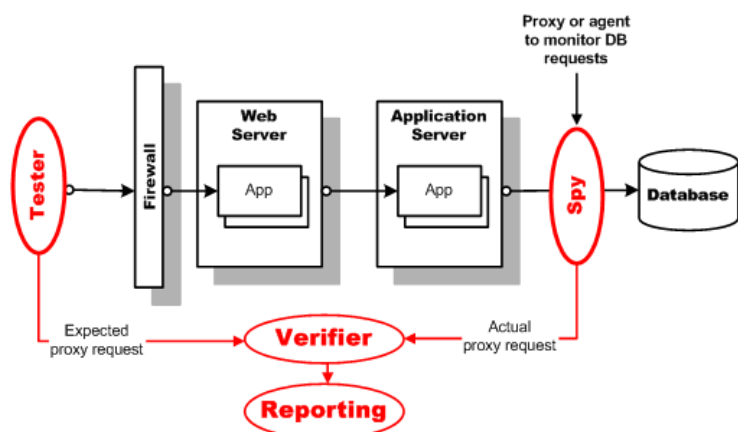 Proxy or agent
to monitor DB
requests
Tester
Firewall
Web
Server
App
Application
Server
App
Spy
Database
Expected
proxy request
Verifier
Actual
proxy request
Reporting